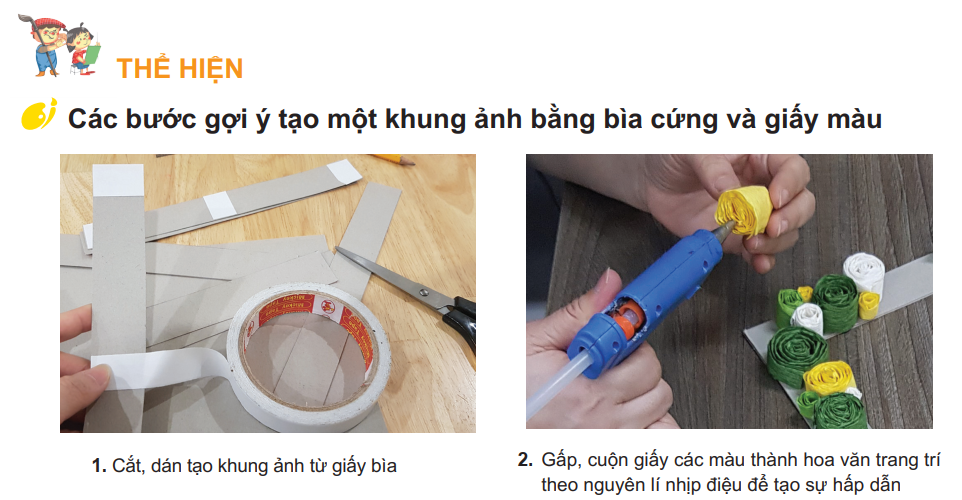 THỂ HIỆN
Các bước gợi ý tạo một khung ảnh bằng bìa cứng và giấy màu
1. Cắt, dán tạo khung ảnh từ giấy bìa
2. Gấp, cuộn giấy các màu thành hoa văn trang trí
theo nguyên lí nhịp điệu để tạo sự hấp dẫn